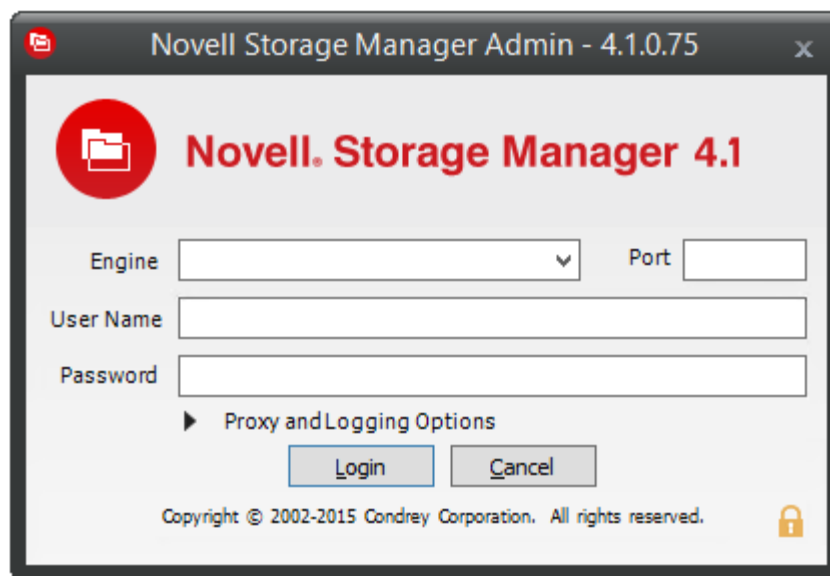 Novell Storage Manager Admin - 4.1.0.75 x
Novell® Storage Manager 4.1
Engine Port
User Name
Password
Proxy and Logging Options
Login Cancel
Copyright © 2002-2015 Condrey Corporation. All rights reserved.